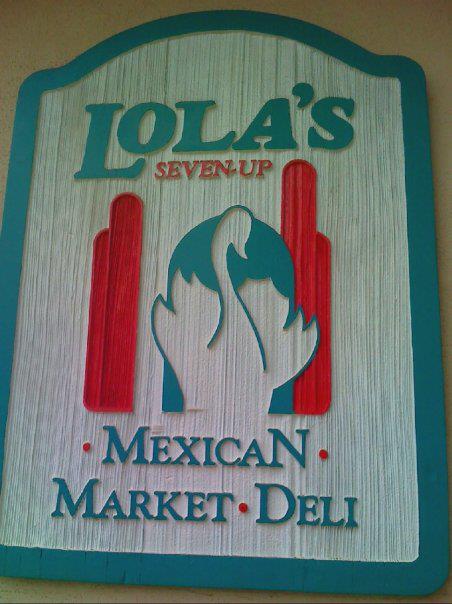 LOLA'S
SEVEN-UP
• MEXICAN •
MARKET • DELI